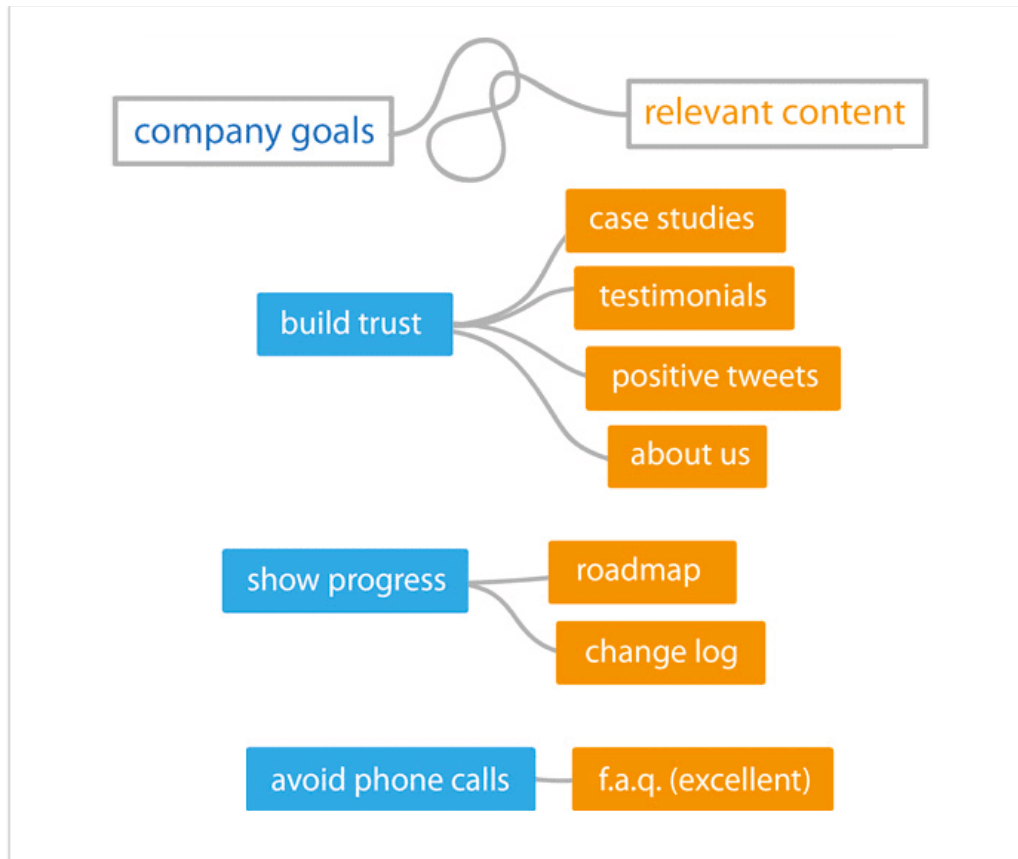 company goals
relevant content
build trust
case studies
testimonials
positive tweets
about us
show progress
roadmap
change log
avoid phone calls
f.a.q. (excellent)